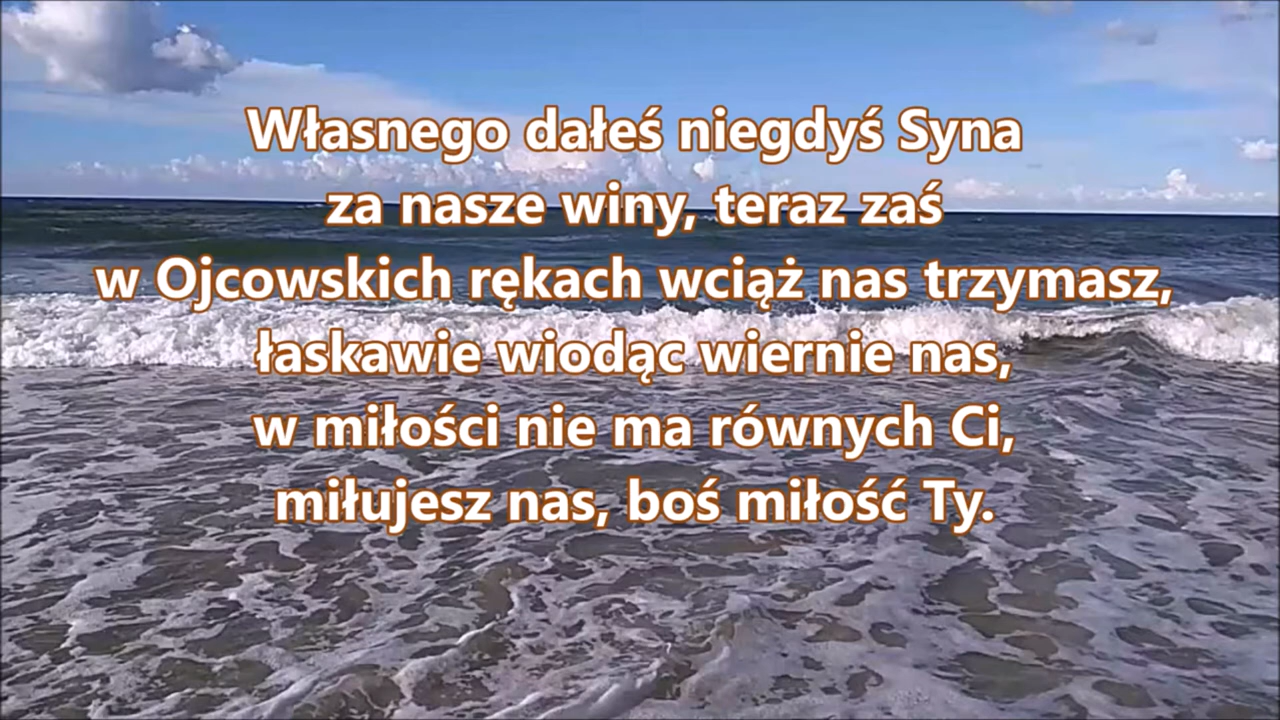 Własnego dałeś niegdyś Syna
za nasze winy, teraz zaś
w Ojcowskich rękach wciąż nas trzymasz,
łaskawie wiodąc wiernie nas,
w miłości nie ma równych Ci,
miłujesz nas, boś miłość Ty.